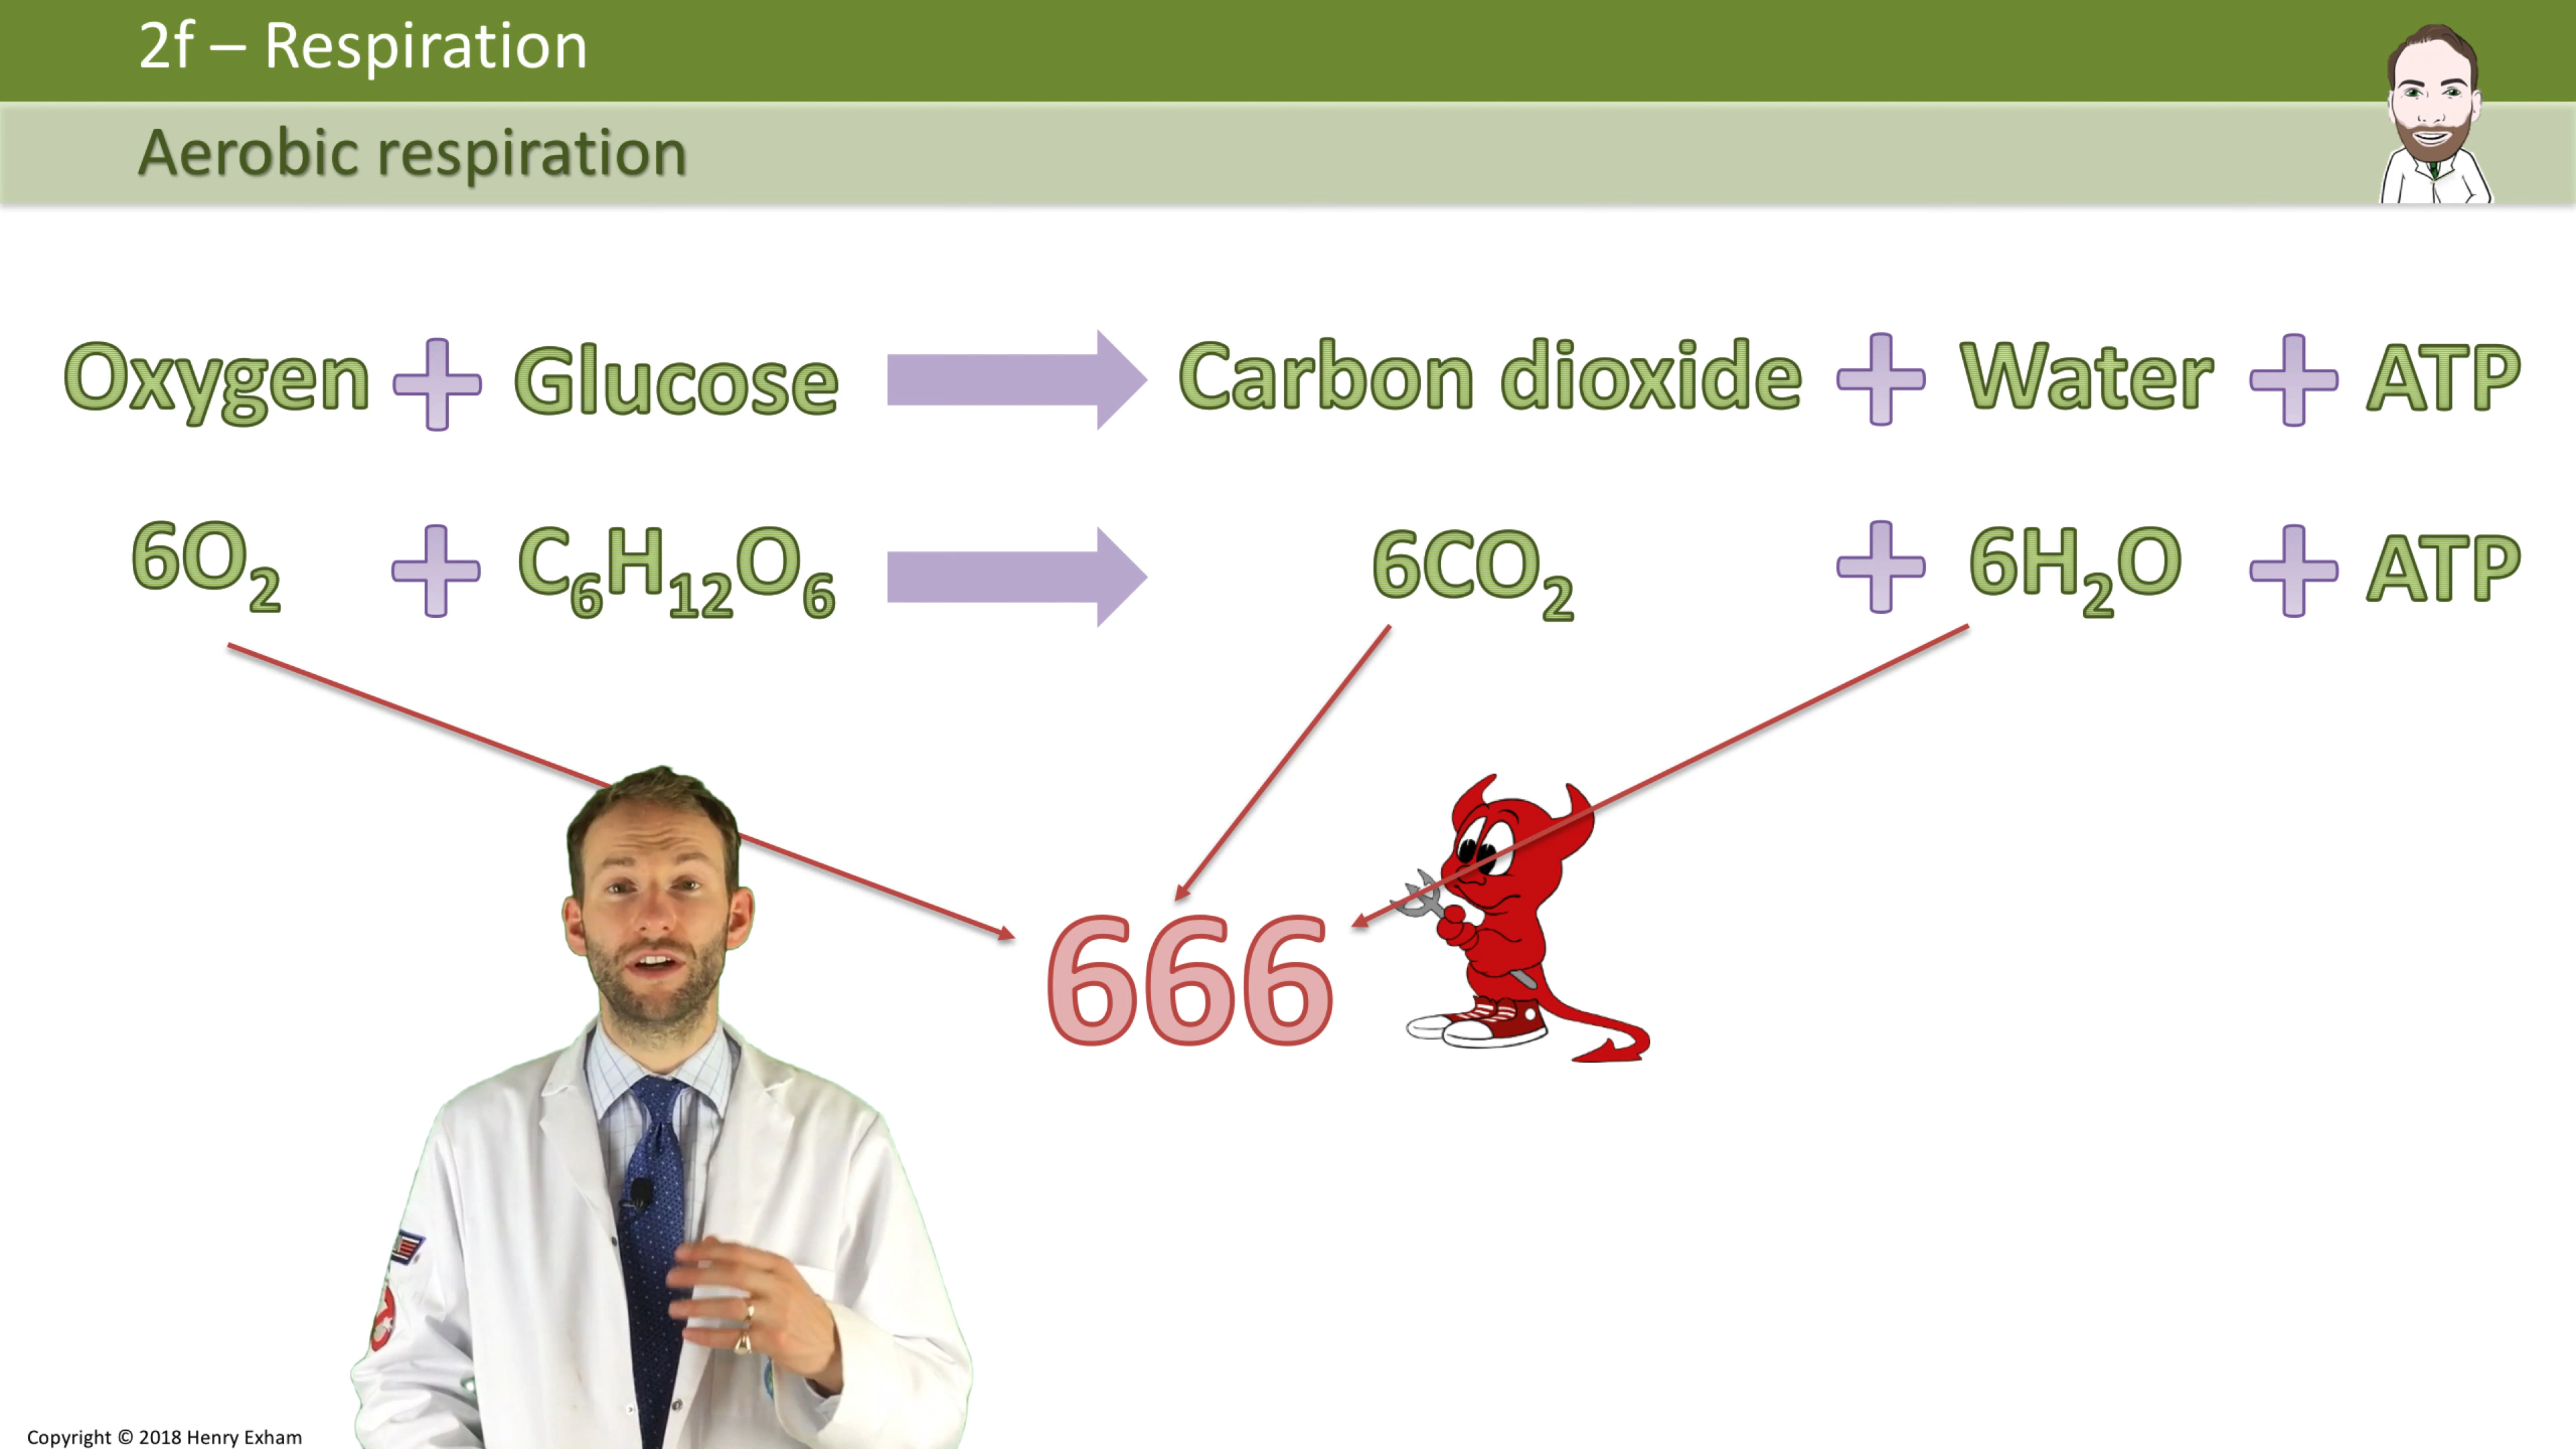 2f – Respiration
Aerobic respiration
Oxygen + Glucose → Carbon dioxide + Water + ATP
6O₂ + C₆H₁₂O₆ → 6CO₂ + 6H₂O + ATP
666
Copyright © 2018 Henry Exham